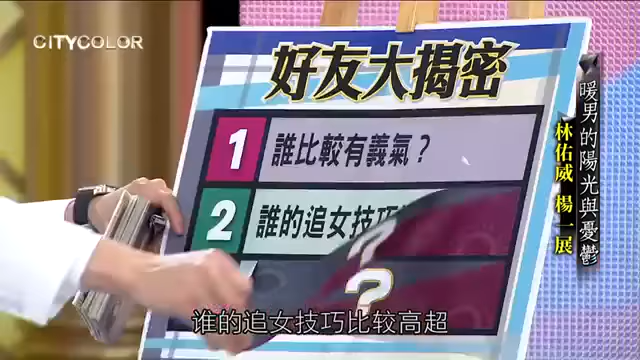 CITYCOLOR
好友大揭密
1 誰比較有義氣？
2 誰的追女技巧
?
?
暖男的陽光與憂鬱
林佑威 楊一展
谁的追女技巧比较高超